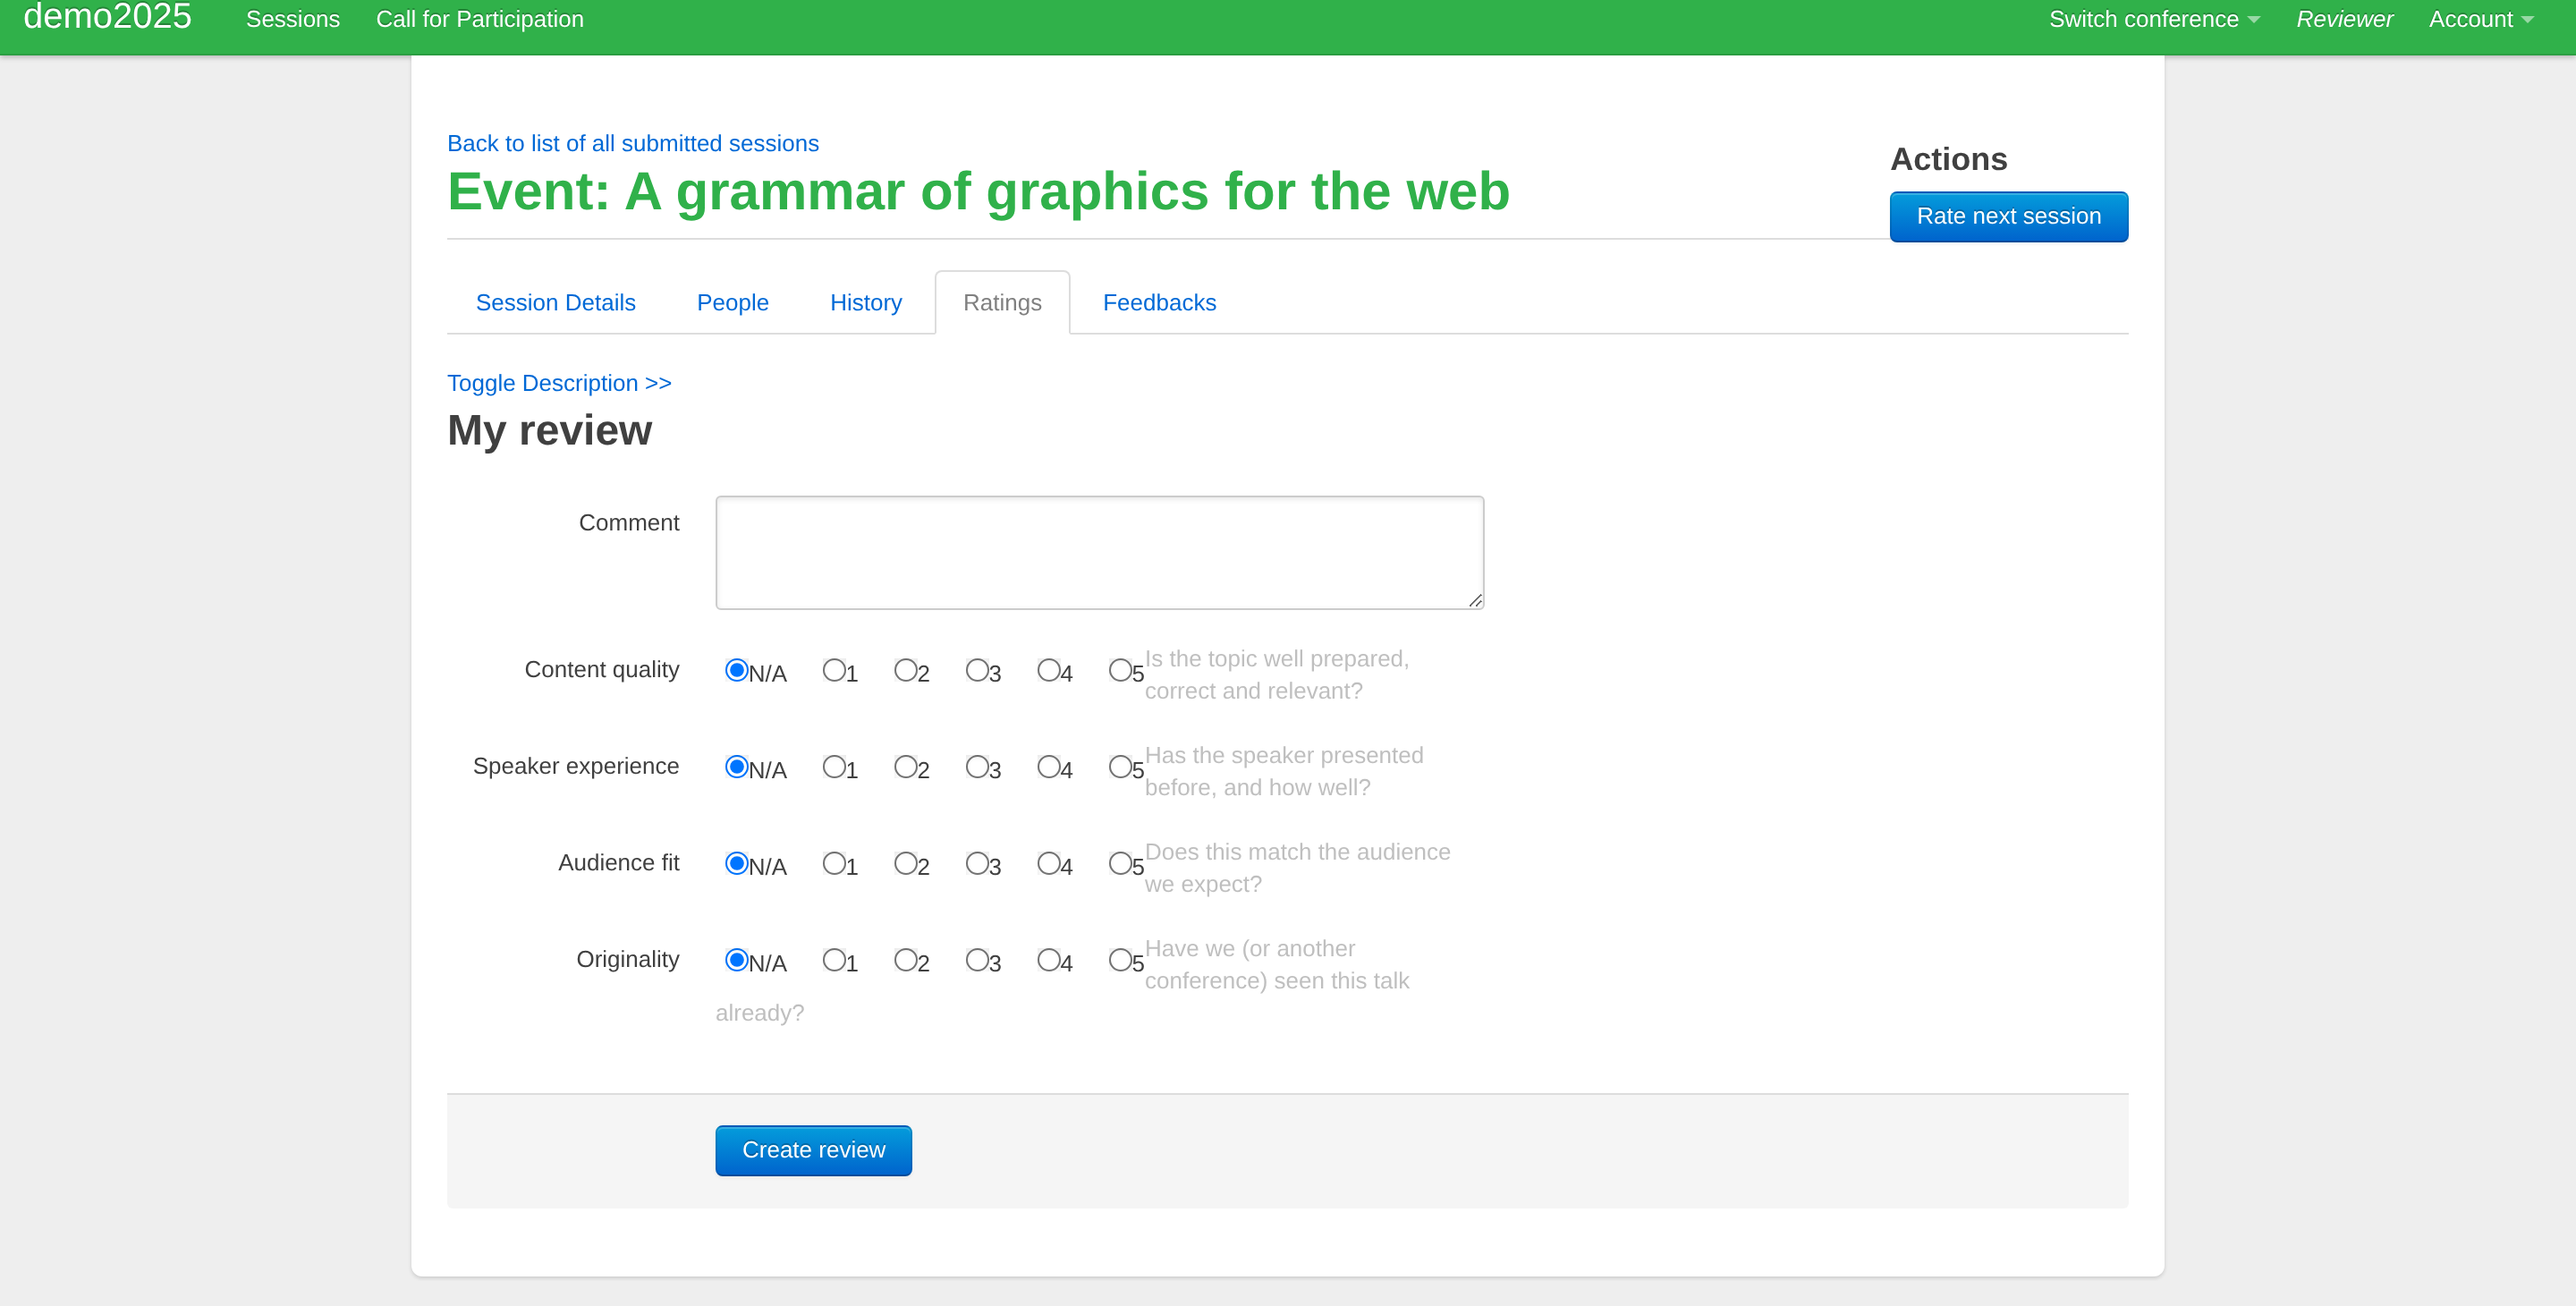 demo2025 Sessions Call for Participation Switch conference Reviewer Account
Back to list of all submitted sessions
Event: A grammar of graphics for the web
Actions
Rate next session
Session Details People History Ratings Feedbacks
Toggle Description >>
My review
Comment
Content quality N/A 1 2 3 4 5 Is the topic well prepared,
correct and relevant?
Speaker experience N/A 1 2 3 4 5 Has the speaker presented
before, and how well?
Audience fit N/A 1 2 3 4 5 Does this match the audience
we expect?
Originality N/A 1 2 3 4 5 Have we (or another
conference) seen this talk
already?
Create review